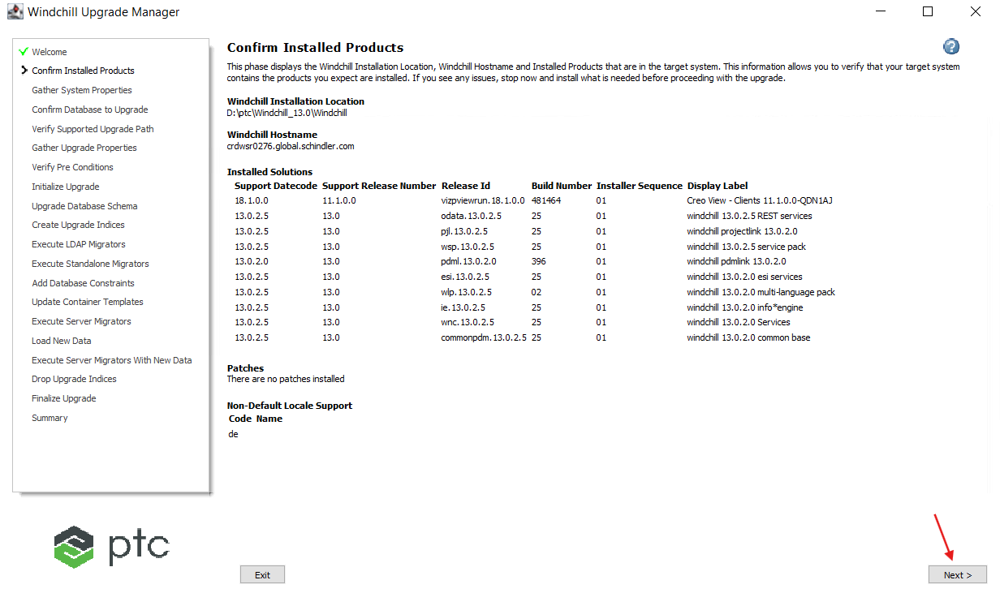 Windchill Upgrade Manager
Welcome
Confirm Installed Products
Gather System Properties
Confirm Database to Upgrade
Verify Supported Upgrade Path
Gather Upgrade Properties
Verify Pre Conditions
Initialize Upgrade
Upgrade Database Schema
Create Upgrade Indices
Execute LDAP Migrators
Execute Standalone Migrators
Add Database Constraints
Update Container Templates
Execute Server Migrators
Load New Data
Execute Server Migrators With New Data
Drop Upgrade Indices
Finalize Upgrade
Summary
ptc
Confirm Installed Products
?
This phase displays the Windchill Installation Location, Windchill Hostname and Installed Products that are in the target system. This information allows you to verify that your target system
contains the products you expect are installed. If you see any issues, stop now and install what is needed before proceeding with the upgrade.
Windchill Installation Location
D:\ptc\Windchill_13.0\Windchill
Windchill Hostname
crdwsr0276.global.schindler.com
Installed Solutions
Support Datecode Support Release Number Release Id Build Number Installer Sequence Display Label
18.1.0.0 11.1.0.0 vizpviewrun.18.1.0.0 481464 01 Creo View - Clients 11.1.0.0-QDN1AJ
13.0.2.5 13.0 odata.13.0.2.5 25 01 windchill 13.0.2.5 REST services
13.0.2.5 13.0 pjl.13.0.2.5 25 01 windchill projectlink 13.0.2.0
13.0.2.5 13.0 wsp.13.0.2.5 25 01 windchill 13.0.2.5 service pack
13.0.2.0 13.0 pdml.13.0.2.0 396 01 windchill pdmlink 13.0.2.0
13.0.2.5 13.0 esi.13.0.2.5 25 01 windchill 13.0.2.0 esi services
13.0.2.5 13.0 wlp.13.0.2.5 02 01 windchill 13.0.2.0 multi-language pack
13.0.2.5 13.0 ie.13.0.2.5 25 01 windchill 13.0.2.0 info*engine
13.0.2.5 13.0 wnc.13.0.2.5 25 01 windchill 13.0.2.0 Services
13.0.2.5 13.0 commonpdm.13.0.2.5 25 01 windchill 13.0.2.0 common base
Patches
There are no patches installed
Non-Default Locale Support
Code Name
de
Exit
Next >